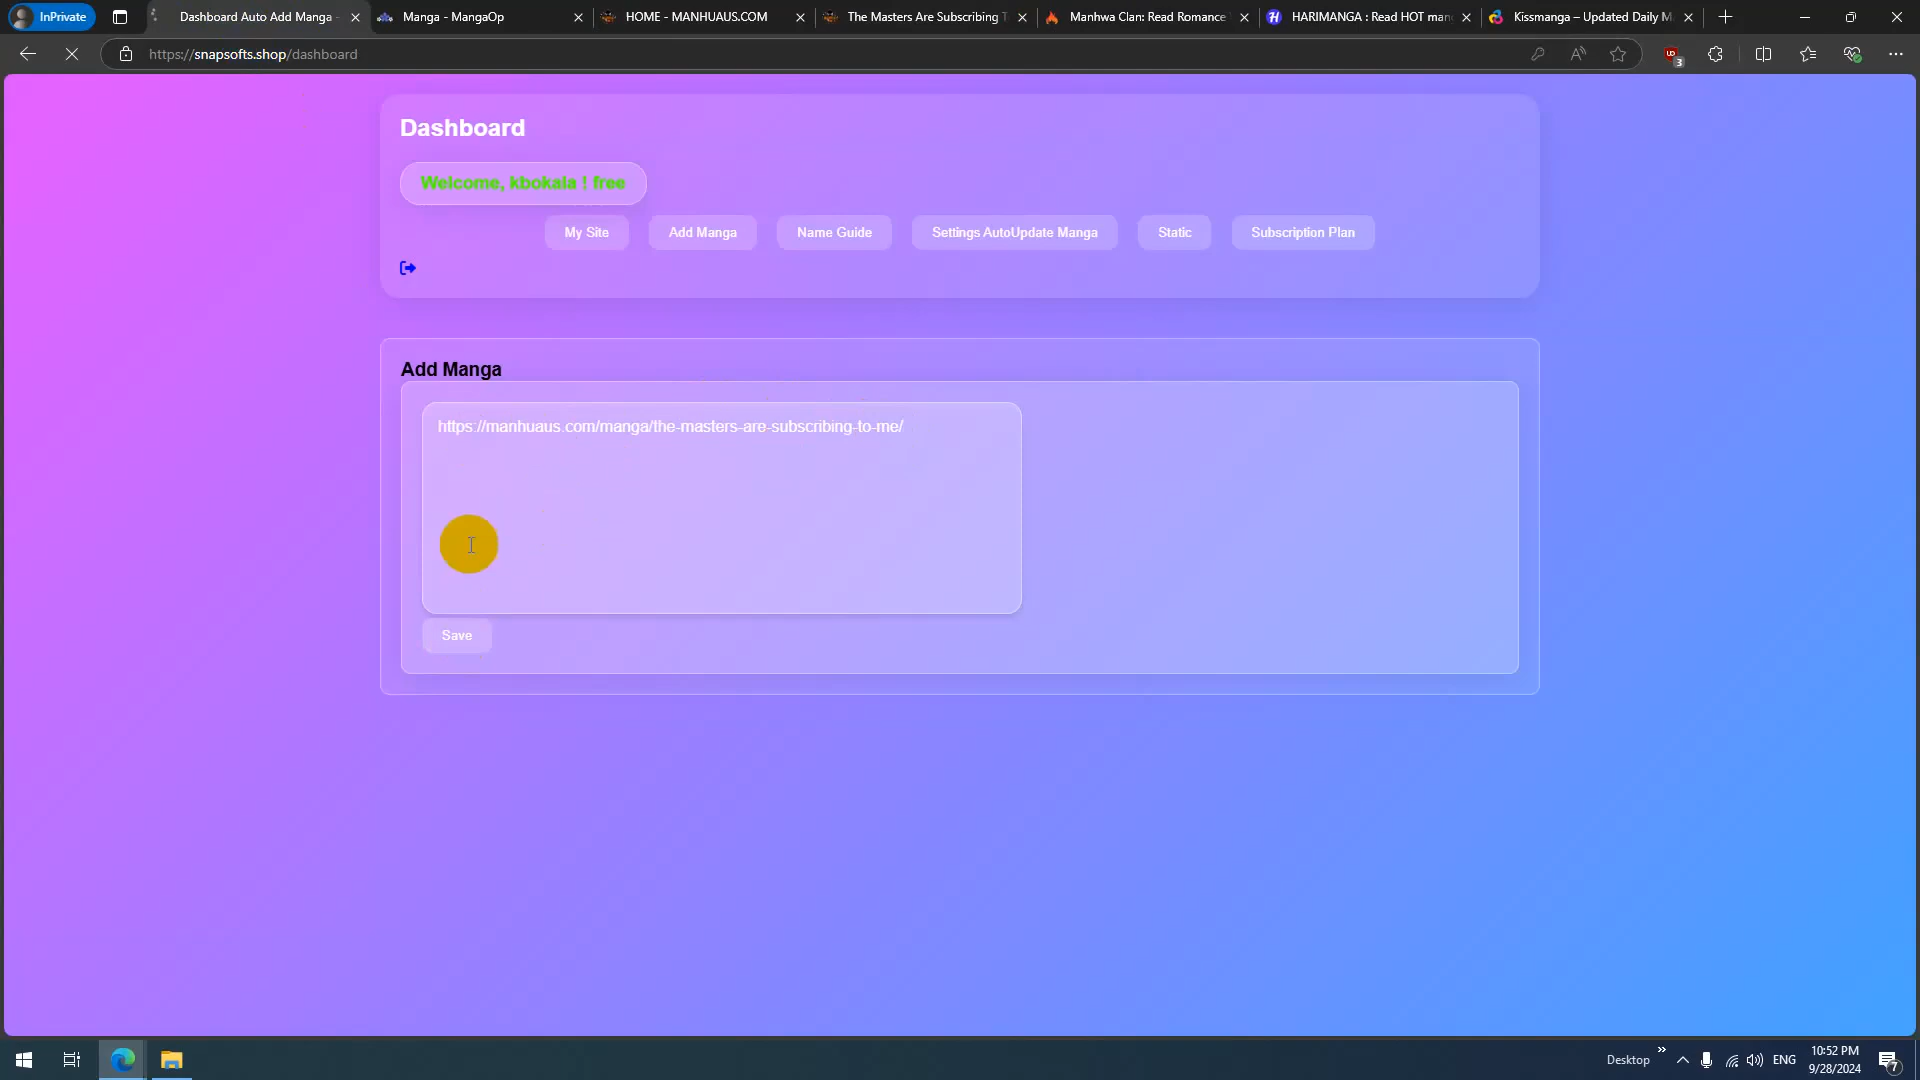 InPrivate
Dashboard Auto Add Manga -
Manga - MangaOp
HOME - MANHUAUS.COM
The Masters Are Subscribing T
Manhwa Clan: Read Romance
HARIMANGA : Read HOT man
Kissmanga – Updated Daily M
https://snapsofts.shop/dashboard
3
Dashboard
Welcome, kbokala ! free
My Site
Add Manga
Name Guide
Settings AutoUpdate Manga
Static
Subscription Plan
Add Manga
https://manhuaus.com/manga/the-masters-are-subscribing-to-me/
Save
Desktop
ENG
10:52 PM
9/28/2024
7